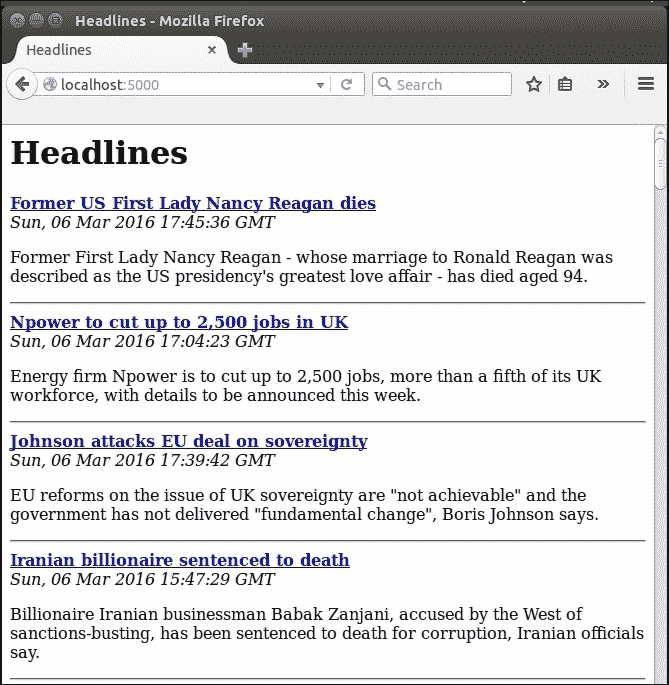 Headlines - Mozilla Firefox
Headlines
localhost:5000
Search
Headlines
Former US First Lady Nancy Reagan dies
Sun, 06 Mar 2016 17:45:36 GMT
Former First Lady Nancy Reagan - whose marriage to Ronald Reagan was
described as the US presidency's greatest love affair - has died aged 94.
Npower to cut up to 2,500 jobs in UK
Sun, 06 Mar 2016 17:04:23 GMT
Energy firm Npower is to cut up to 2,500 jobs, more than a fifth of its UK
workforce, with details to be announced this week.
Johnson attacks EU deal on sovereignty
Sun, 06 Mar 2016 17:39:42 GMT
EU reforms on the issue of UK sovereignty are "not achievable" and the
government has not delivered "fundamental change", Boris Johnson says.
Iranian billionaire sentenced to death
Sun, 06 Mar 2016 15:47:29 GMT
Billionaire Iranian businessman Babak Zanjani, accused by the West of
sanctions-busting, has been sentenced to death for corruption, Iranian officials
say.